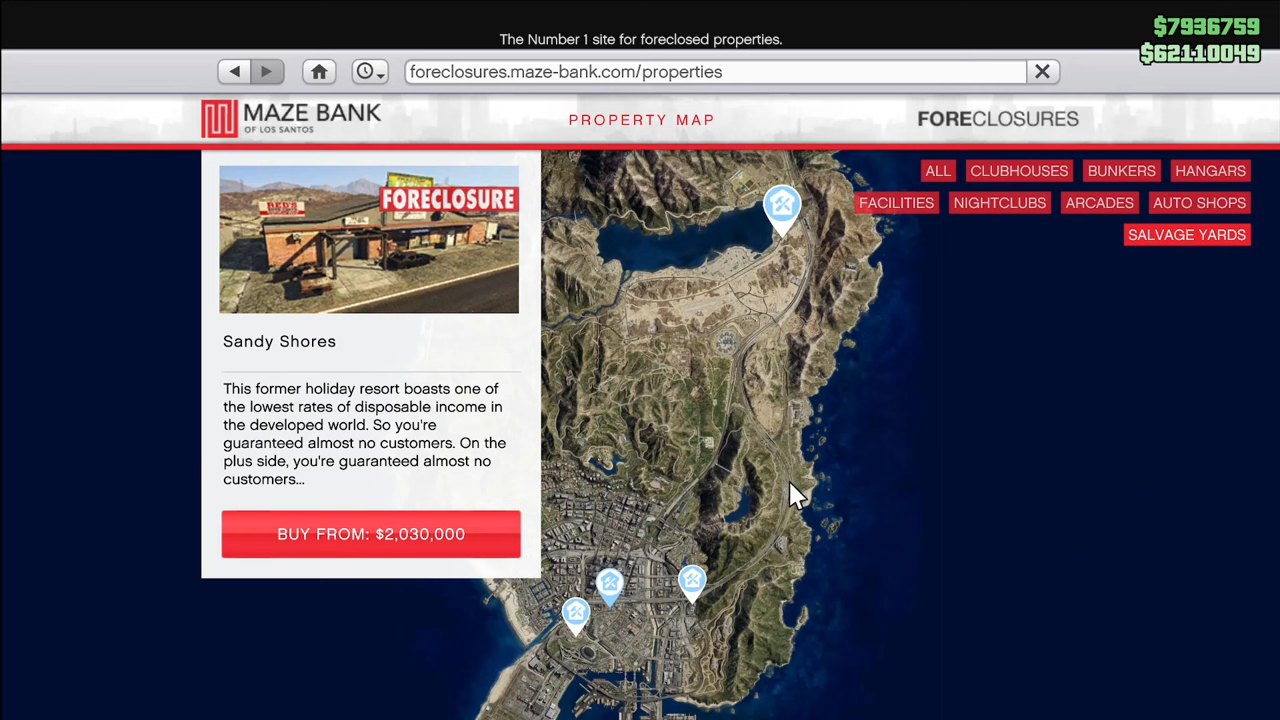 The Number 1 site for foreclosed properties.
$7936759
$62110049
foreclosures.maze-bank.com/properties
MAZE BANK
OF LOS SANTOS
PROPERTY MAP
FORECLOSURES
ALL CLUBHOUSES BUNKERS HANGARS
FACILITIES NIGHTCLUBS ARCADES AUTO SHOPS
SALVAGE YARDS
FORECLOSURE
RED'S
Sandy Shores
This former holiday resort boasts one of
the lowest rates of disposable income in
the developed world. So you're
guaranteed almost no customers. On the
plus side, you're guaranteed almost no
customers...
BUY FROM: $2,030,000